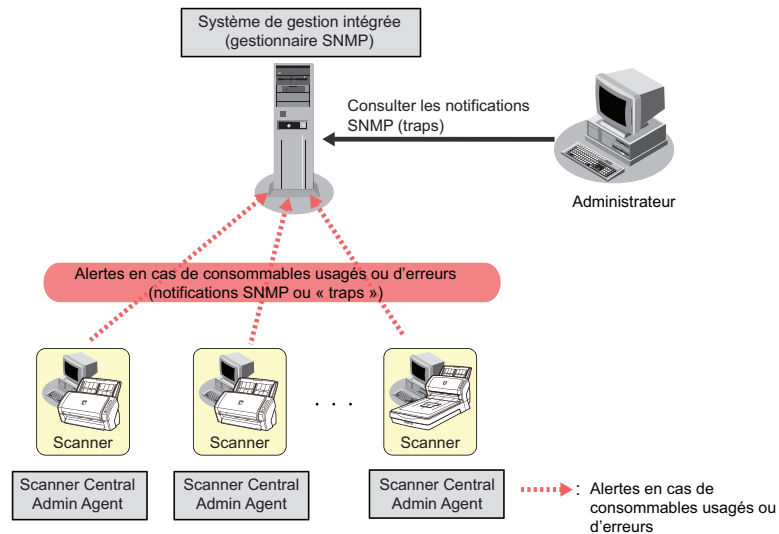 Système de gestion intégrée
(gestionnaire SNMP)
Consulter les notifications
SNMP (traps)
Administrateur
Alertes en cas de consommables usagés ou d'erreurs
(notifications SNMP ou « traps »)
Scanner
Scanner
. . .
Scanner
Scanner Central
Admin Agent
Scanner Central
Admin Agent
Scanner Central
Admin Agent
: Alertes en cas de
consommables usagés ou
d'erreurs